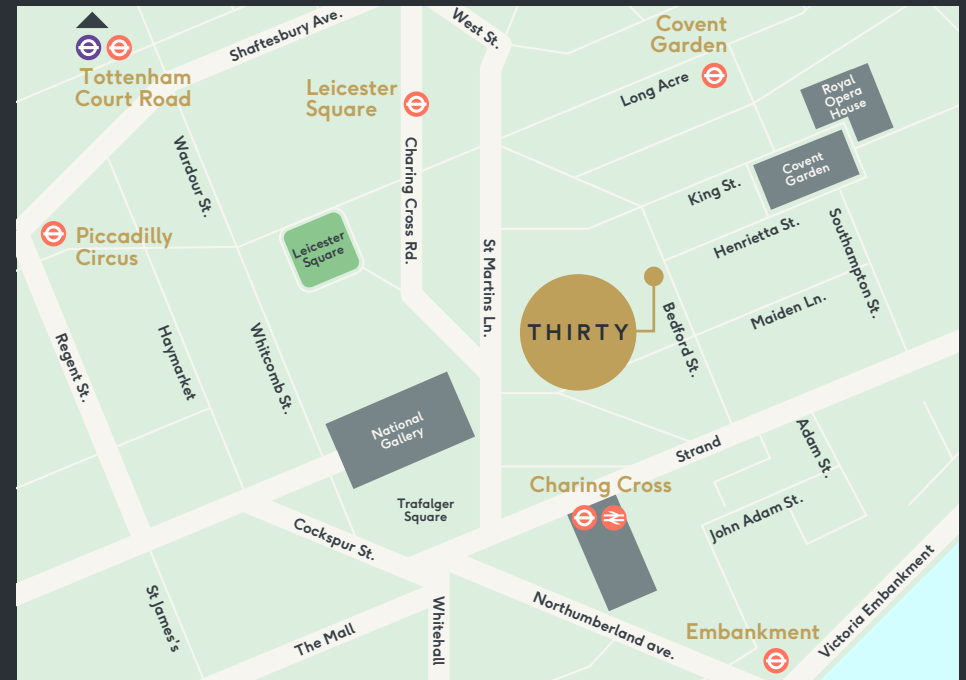 Shaftesbury Ave.
West St.
Covent
Garden
Tottenham
Court Road
Leicester
Square
Long Acre
Royal
Opera
House
Wardour St.
Charing Cross Rd.
Covent
Garden
King St.
Piccadilly
Circus
Leicester
Square
St Martins Ln.
Henrietta St.
Southampton St.
THIRTY
Bedford St.
Maiden Ln.
Regent St.
Haymarket
Whitcomb St.
National
Gallery
Strand
Adam St.
Charing Cross
Trafalger
Square
Cockspur St.
John Adam St.
St James's
The Mall
Whitehall
Northumberland ave.
Embankment
Victoria Embankment